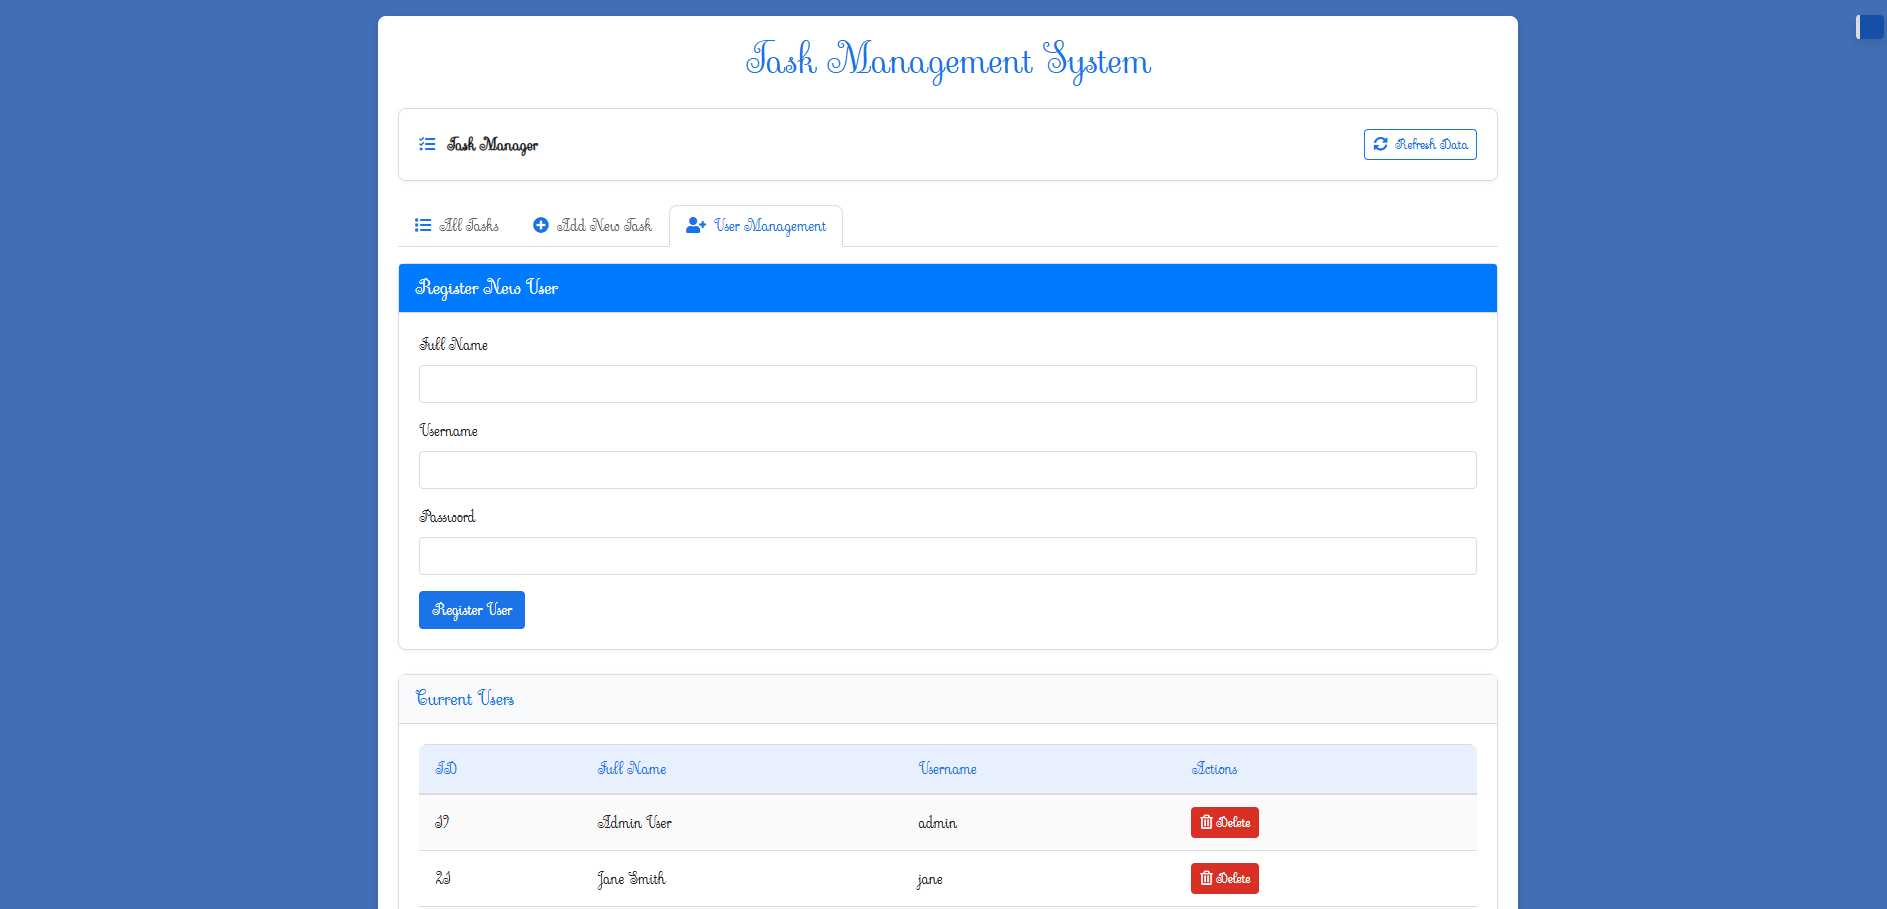 Task Management System
Task Manager
Refresh Data
All Tasks
Add New Task
User Management
Register New User
Full Name
Username
Password
Register User
Current Users
ID Full Name Username Actions
19 Admin User admin Delete
21 Jane Smith jane Delete